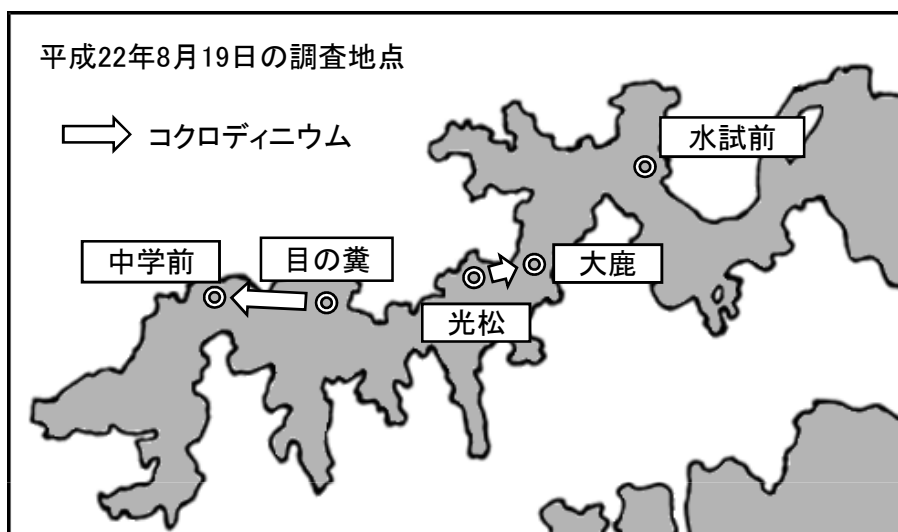 平成22年8月19日の調査地点
コクロディニウム
水試前
中学前
目の糞
大鹿
光松